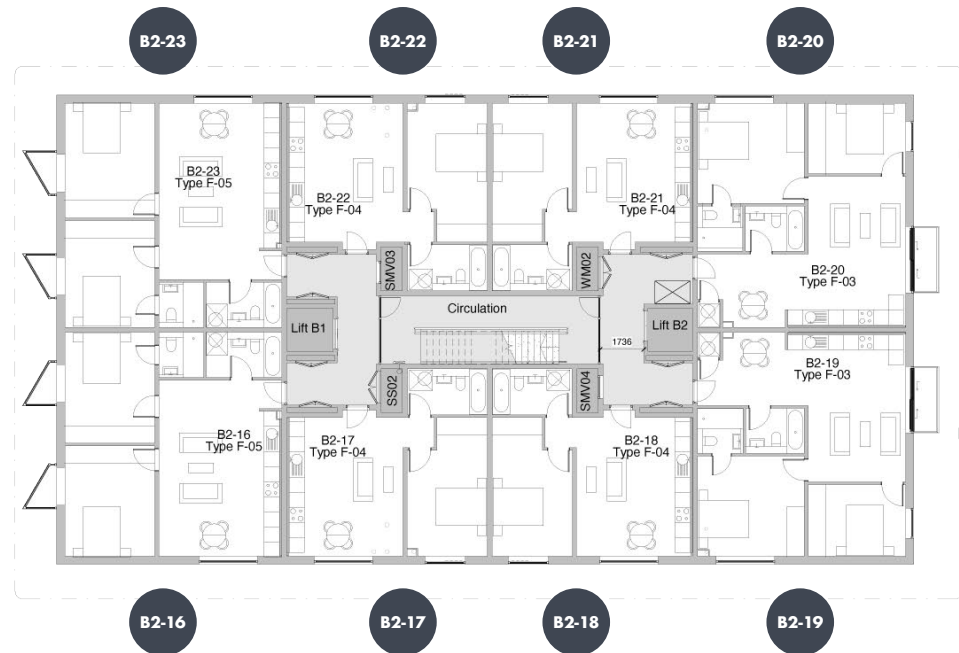 B2-23
B2-22
B2-21
B2-20
B2-23
Type F-05
B2-22
Type F-04
B2-21
Type F-04
SMV03
WM02
B2-20
Type F-03
Circulation
Lift B1
Lift B2
1736
B2-19
Type F-03
SS02
SMV04
B2-16
Type F-05
B2-17
Type F-04
B2-18
Type F-04
B2-16
B2-17
B2-18
B2-19